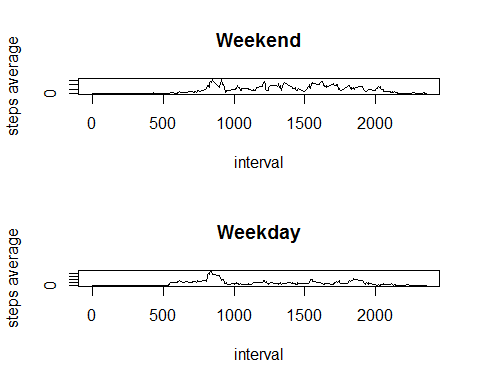 Weekend
steps average
0
0 500 1000 1500 2000
interval
Weekday
steps average
0
0 500 1000 1500 2000
interval